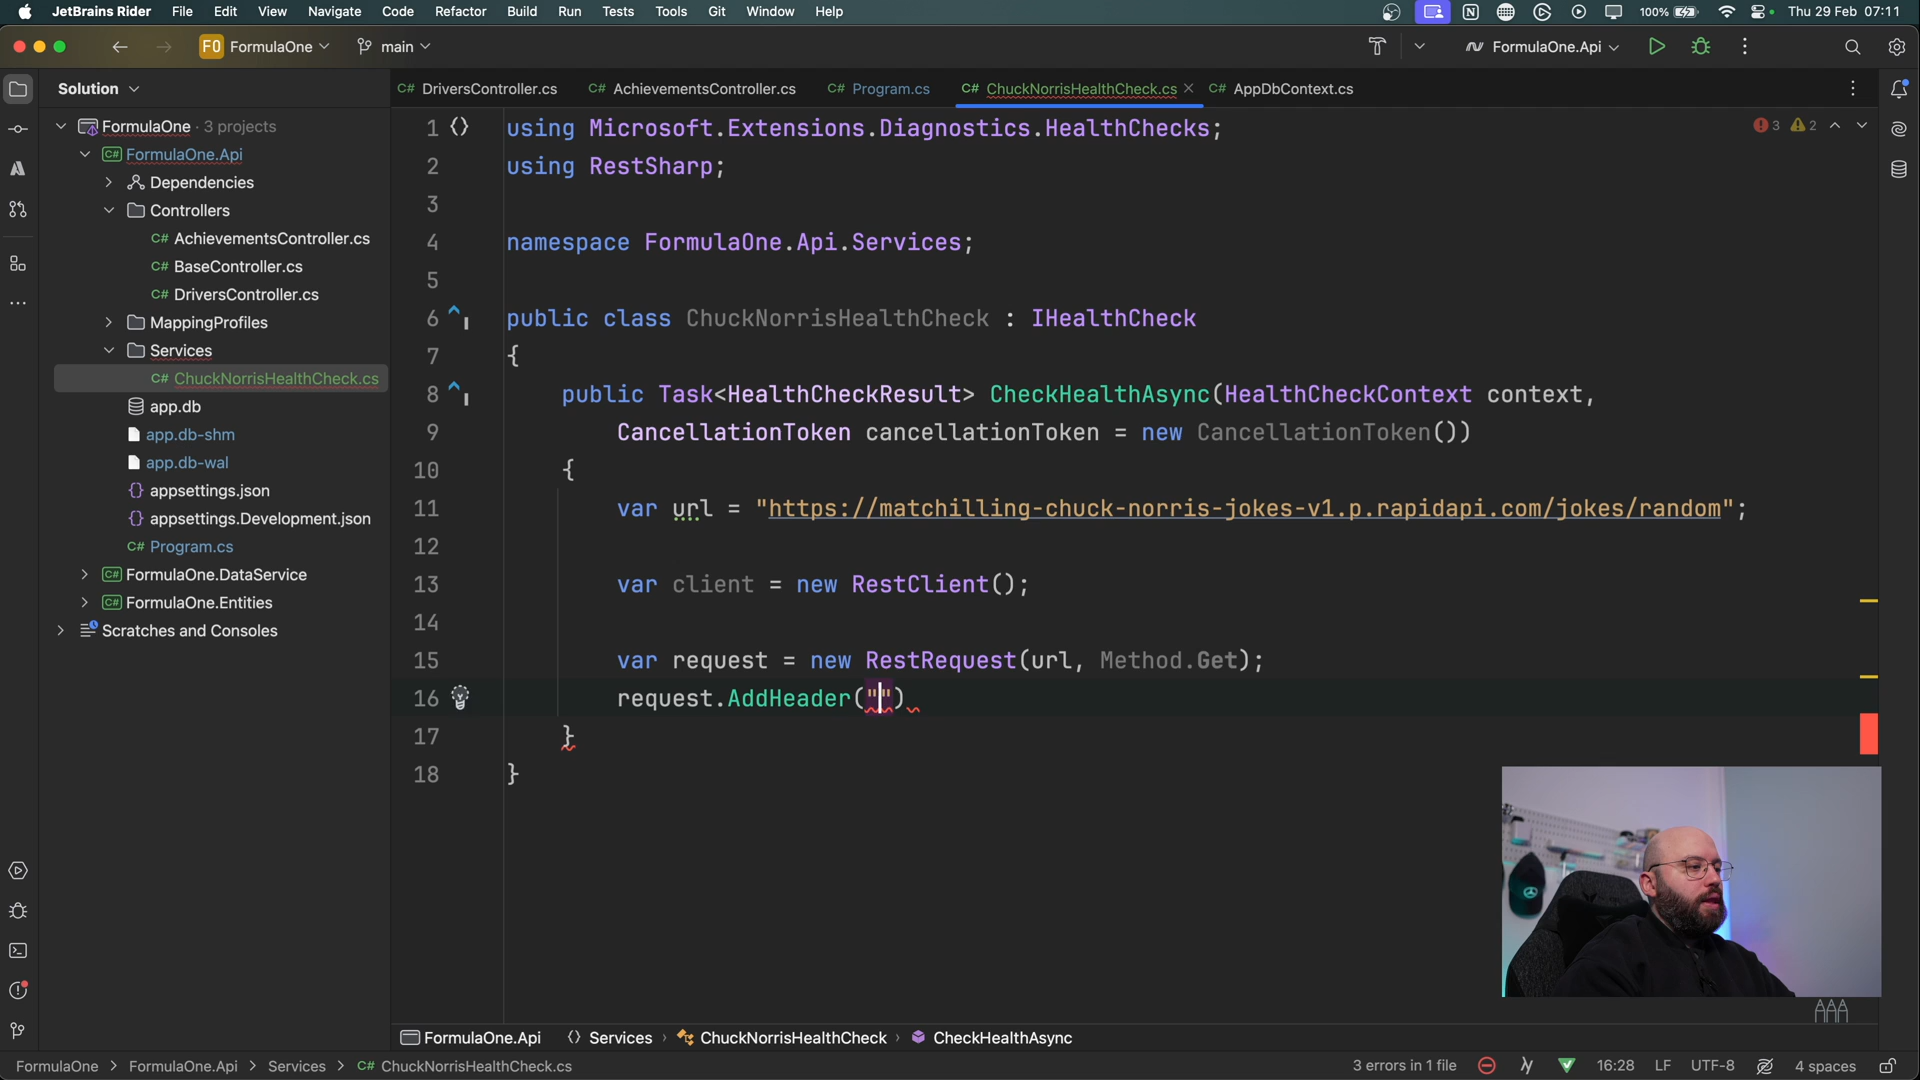 JetBrains Rider File Edit View Navigate Code Refactor Build Run Tests Tools Git Window Help 100% Thu 29 Feb 07:11
FO FormulaOne main FormulaOne.Api
Solution
FormulaOne · 3 projects
C# FormulaOne.Api
Dependencies
Controllers
C# AchievementsController.cs
C# BaseController.cs
C# DriversController.cs
MappingProfiles
Services
C# ChuckNorrisHealthCheck.cs
app.db
app.db-shm
app.db-wal
{} appsettings.json
{} appsettings.Development.json
C# Program.cs
C# FormulaOne.DataService
C# FormulaOne.Entities
Scratches and Consoles
C# DriversController.cs C# AchievementsController.cs C# Program.cs C# ChuckNorrisHealthCheck.cs C# AppDbContext.cs
3 2
1 using Microsoft.Extensions.Diagnostics.HealthChecks;
2 using RestSharp;
3
4 namespace FormulaOne.Api.Services;
5
6 public class ChuckNorrisHealthCheck : IHealthCheck
7 {
8 public Task<HealthCheckResult> CheckHealthAsync(HealthCheckContext context,
9 CancellationToken cancellationToken = new CancellationToken())
10 {
11 var url = "https://matchilling-chuck-norris-jokes-v1.p.rapidapi.com/jokes/random";
12
13 var client = new RestClient();
14
15 var request = new RestRequest(url, Method.Get);
16 request.AddHeader("")
17 }
18 }
FormulaOne.Api Services › ChuckNorrisHealthCheck › CheckHealthAsync
FormulaOne > FormulaOne.Api > Services > C# ChuckNorrisHealthCheck.cs 3 errors in 1 file 16:28 LF UTF-8 4 spaces